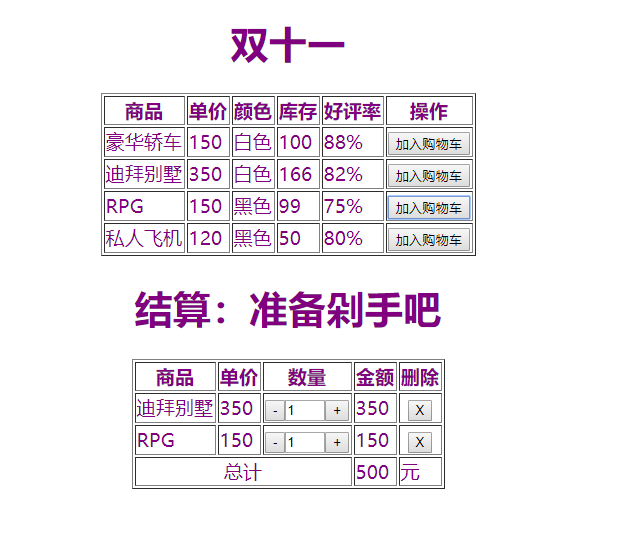 双十一
商品 单价 颜色 库存 好评率 操作
豪华轿车 150 白色 100 88% 加入购物车
迪拜别墅 350 白色 166 82% 加入购物车
RPG 150 黑色 99 75% 加入购物车
私人飞机 120 黑色 50 80% 加入购物车
结算：准备剁手吧
商品 单价 数量 金额 删除
迪拜别墅 350 - 1 + 350 X
RPG 150 - 1 + 150 X
总计 500 元